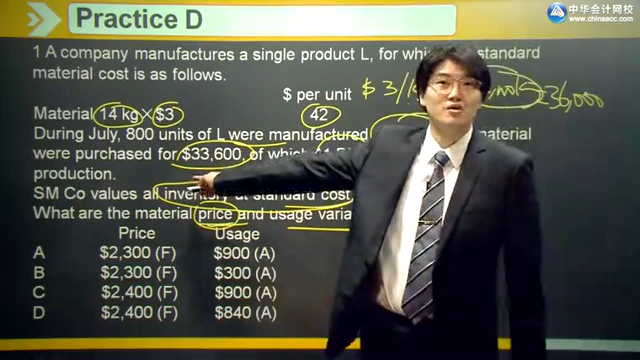 Practice D
中华会计网校
www.chinaacc.com
1 A company manufactures a single product L, for which standard
material cost is as follows.
$ per unit
$ 3/
36,000
Material 14 kg × $3
42
During July, 800 units of L were manufactured material
were purchased for $33,600, of which
production.
SM Co values all inventory at standard cost
What are the material price and usage
Price Usage
A $2,300 (F) $900 (A)
B $2,300 (F) $300 (A)
C $2,400 (F) $900 (A)
D $2,400 (F) $840 (A)